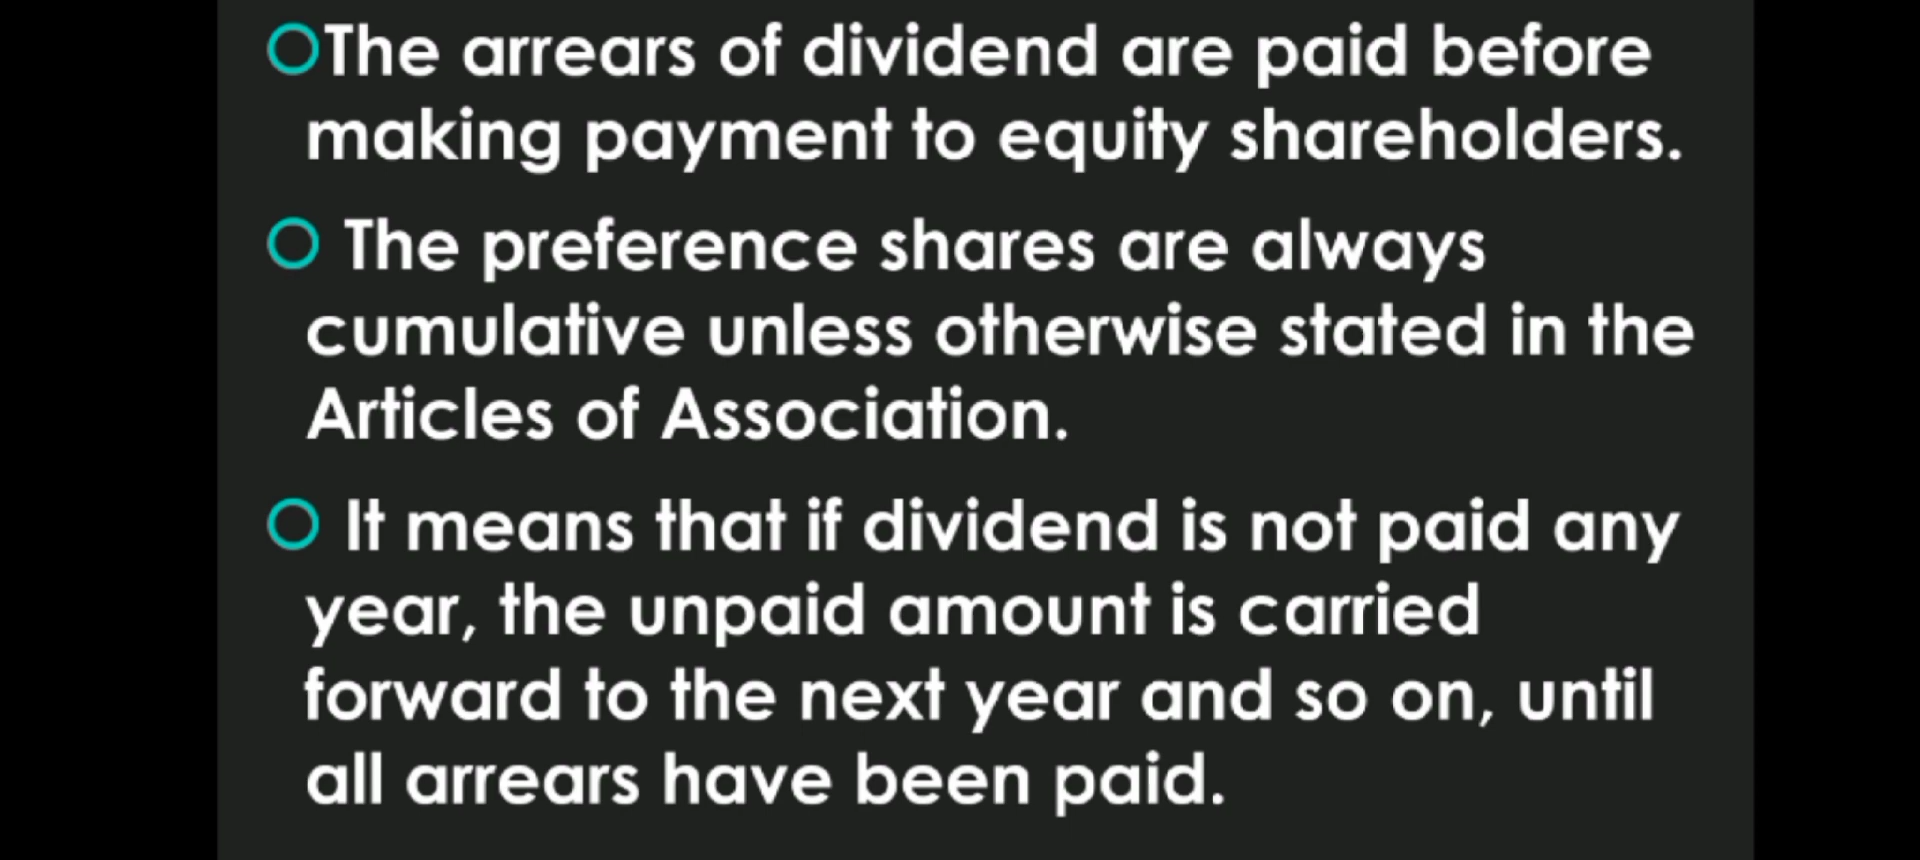 The arrears of dividend are paid before
making payment to equity shareholders.
The preference shares are always
cumulative unless otherwise stated in the
Articles of Association.
It means that if dividend is not paid any
year, the unpaid amount is carried
forward to the next year and so on, until
all arrears have been paid.